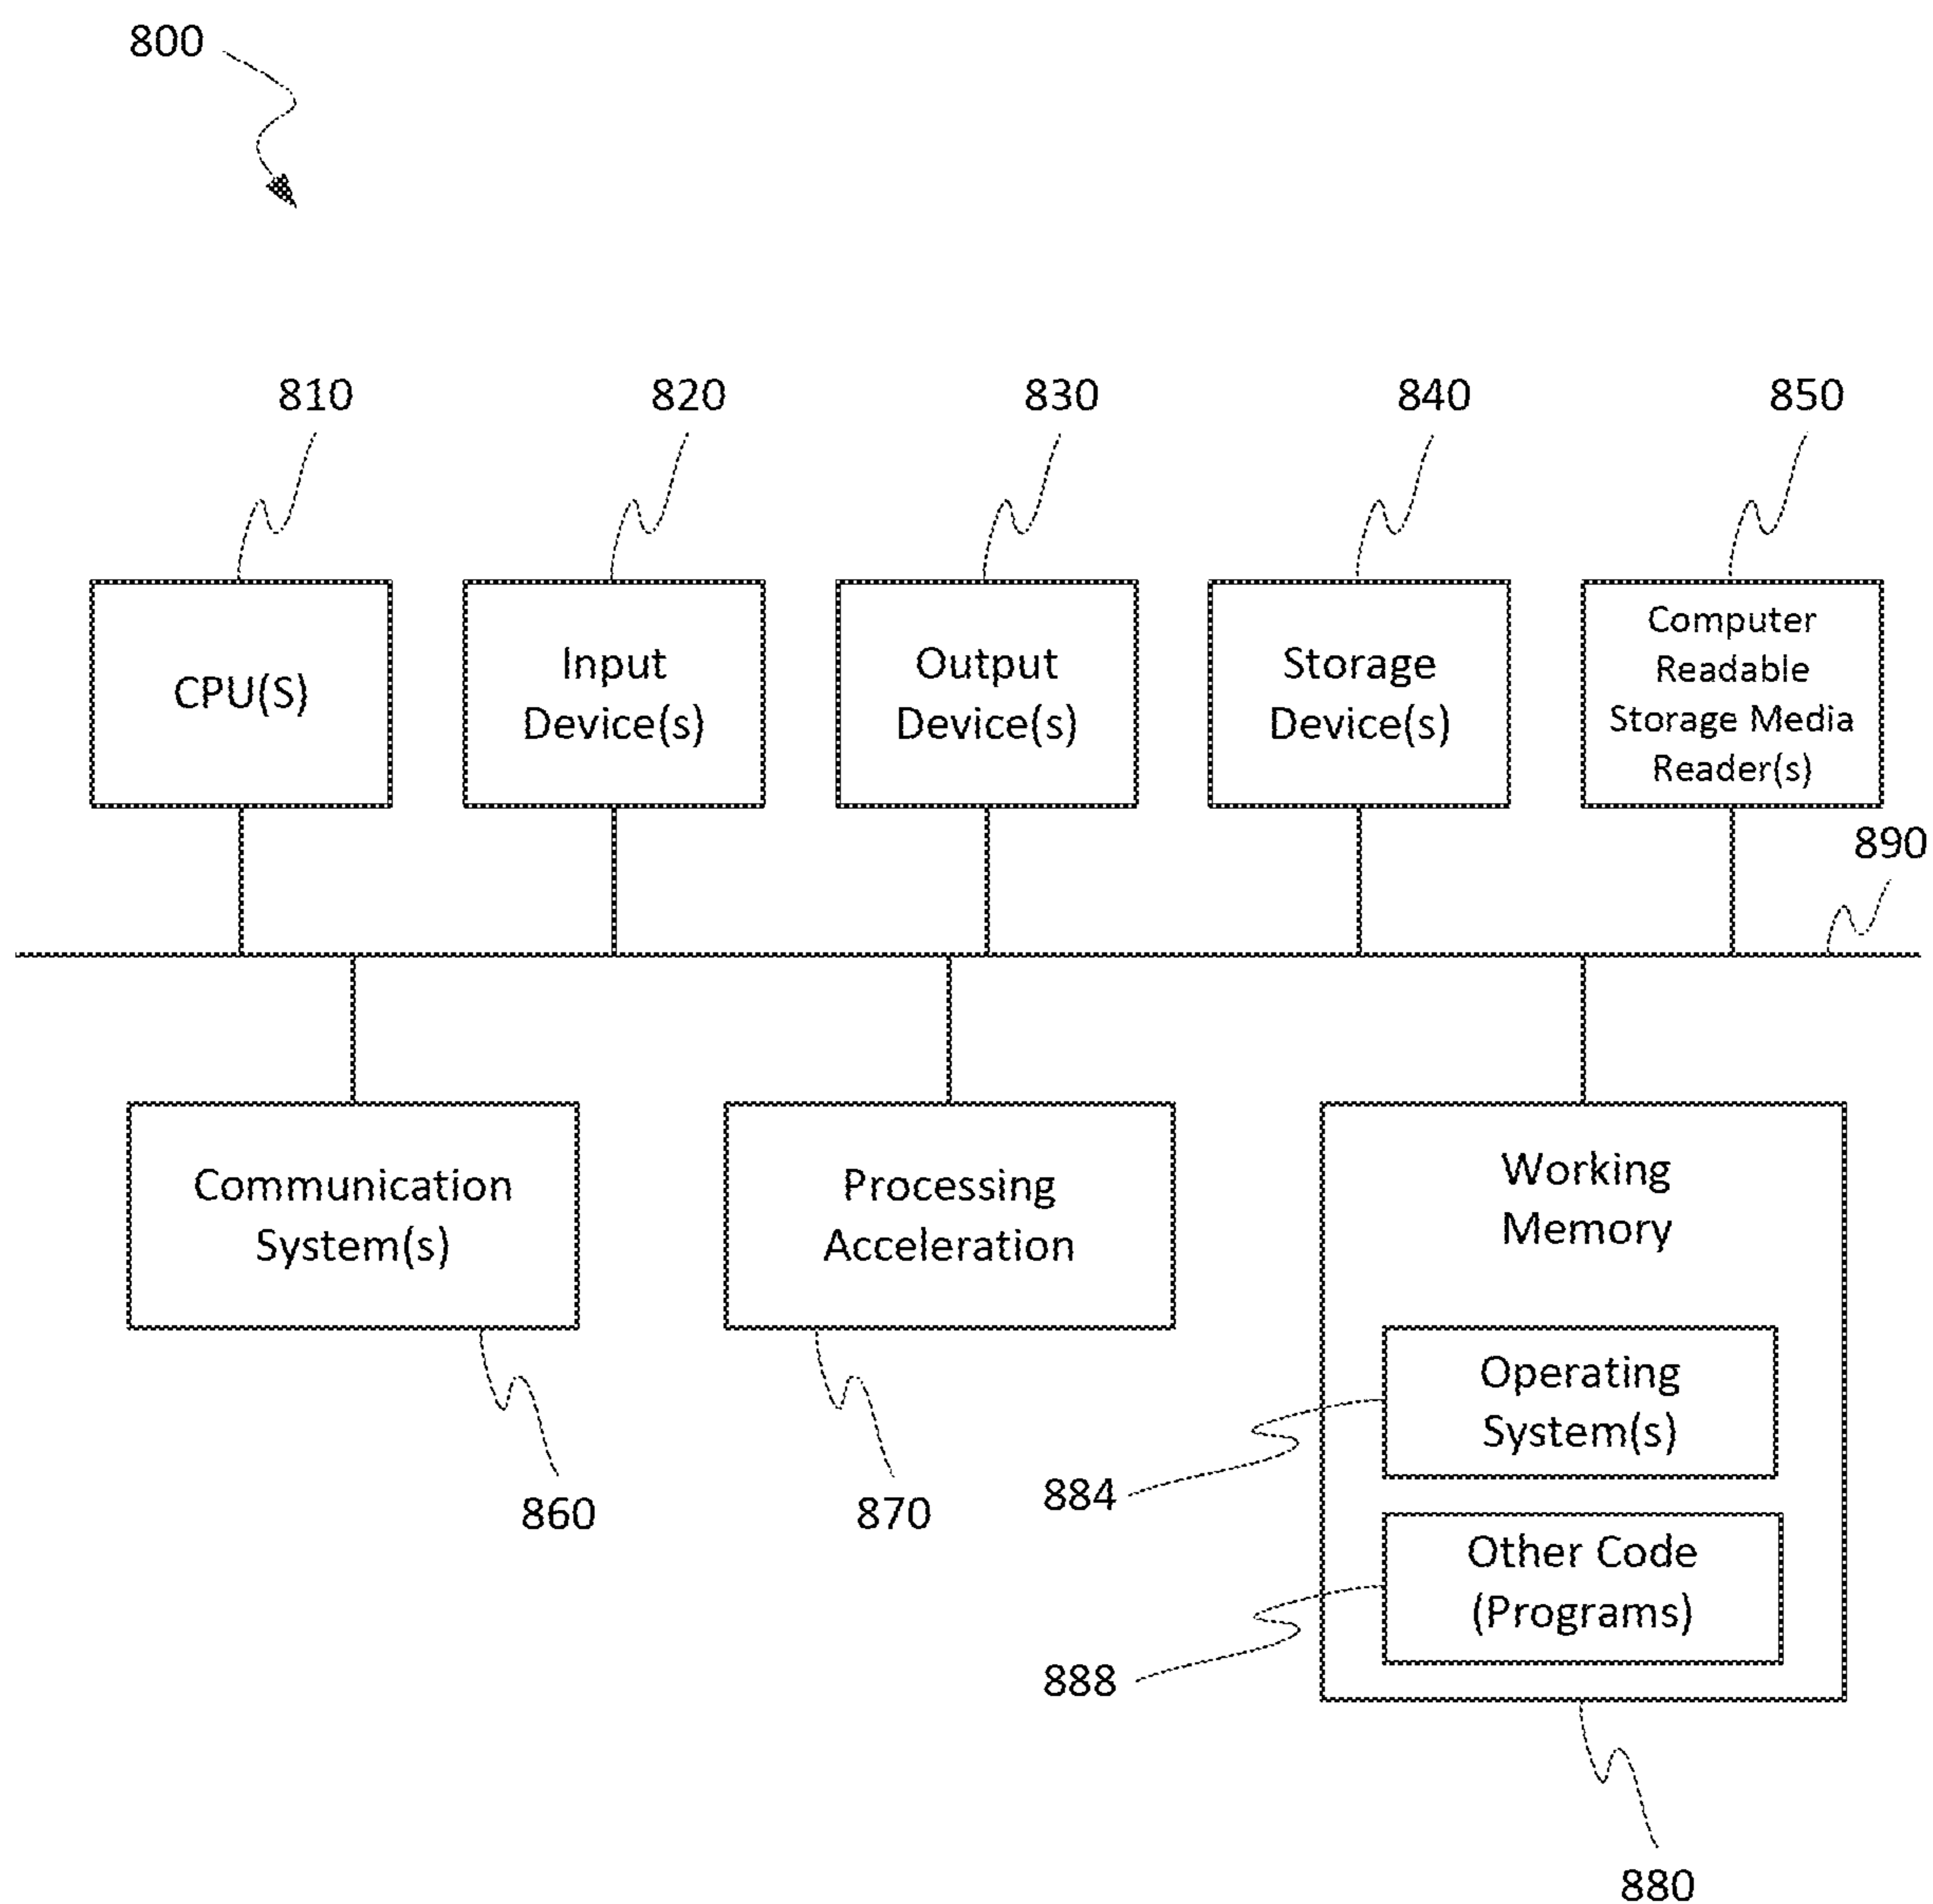 800
810
820
830
840
850
CPU(S)
Input
Device(s)
Output
Device(s)
Storage
Device(s)
Computer
Readable
Storage Media
Reader(s)
890
Communication
System(s)
Processing
Acceleration
Working
Memory
Operating
System(s)
884
860
870
Other Code
(Programs)
888
880